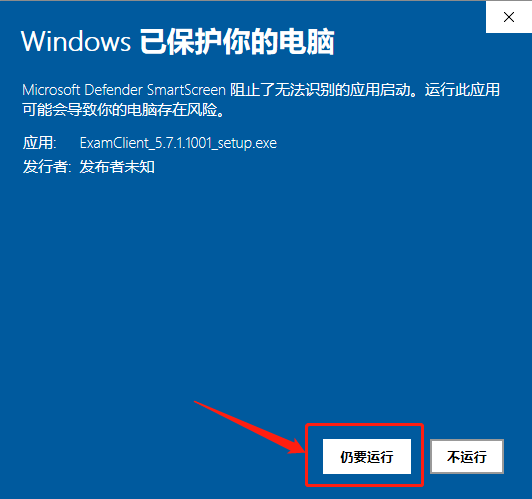 Windows 已保护你的电脑
Microsoft Defender SmartScreen 阻止了无法识别的应用启动。运行此应用
可能会导致你的电脑存在风险。
应用: ExamClient_5.7.1.1001_setup.exe
发行者: 发布者未知
仍要运行 不运行